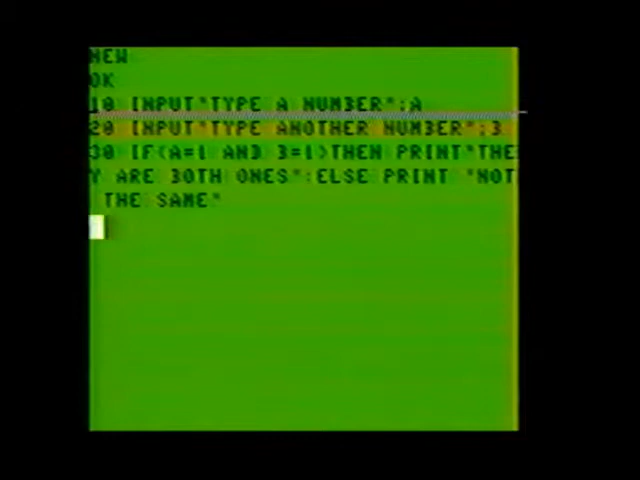 NEW
OK
10 INPUT"TYPE A NUMBER";A
20 INPUT"TYPE ANOTHER NUMBER";B
30 IF(A=1 AND B=1)THEN PRINT"THE
Y ARE BOTH ONES":ELSE PRINT "NOT
THE SAME"